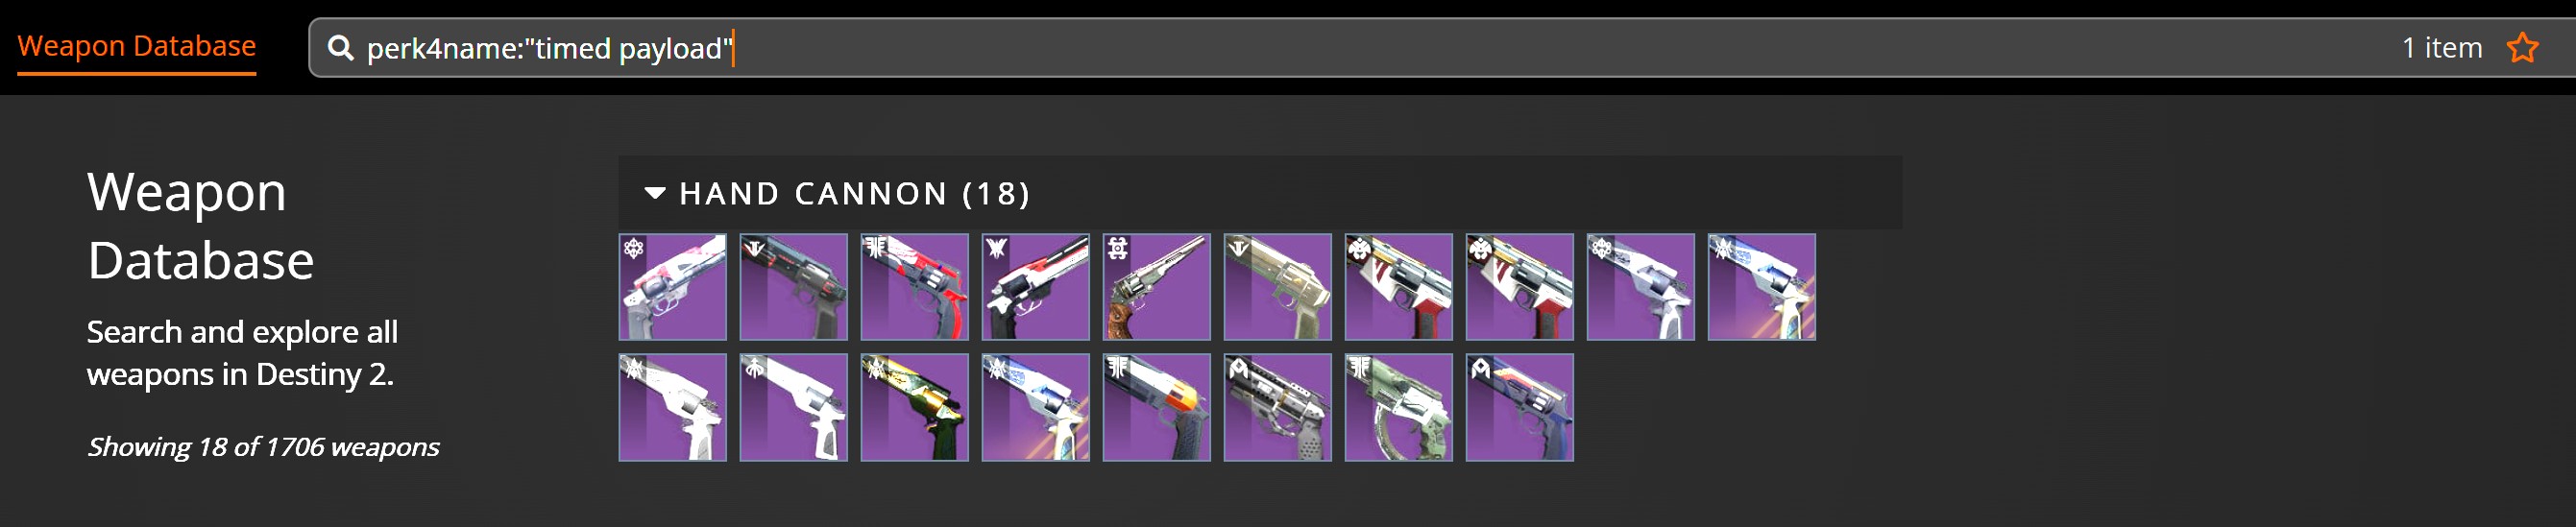 Weapon Database
perk4name:"timed payload"
1 item
Weapon
Database
Search and explore all
weapons in Destiny 2.
Showing 18 of 1706 weapons
HAND CANNON (18)